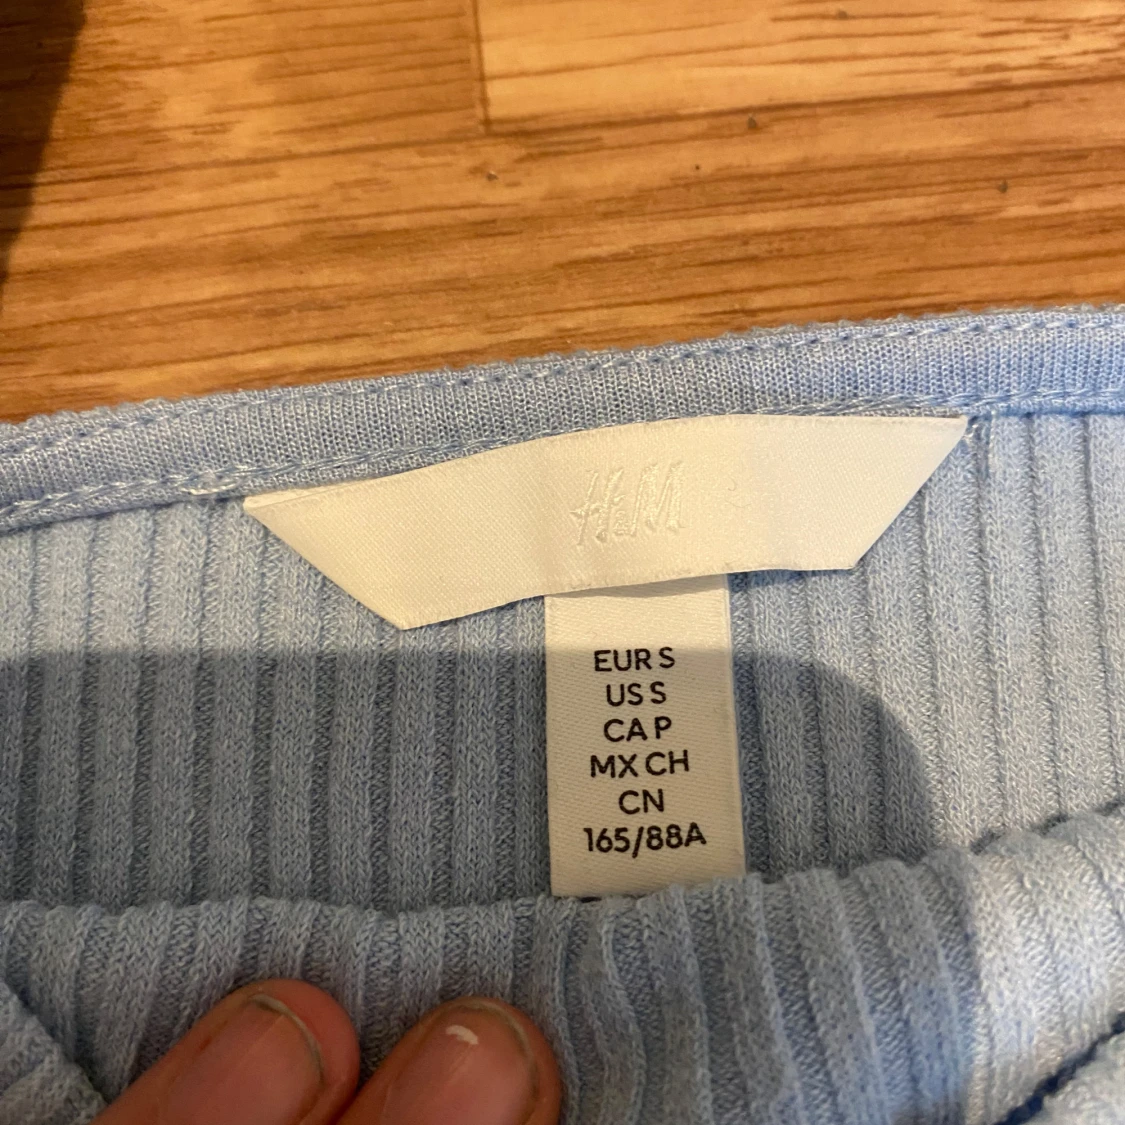 H&M
EUR S
US S
CA P
MX CH
CN
165/88A